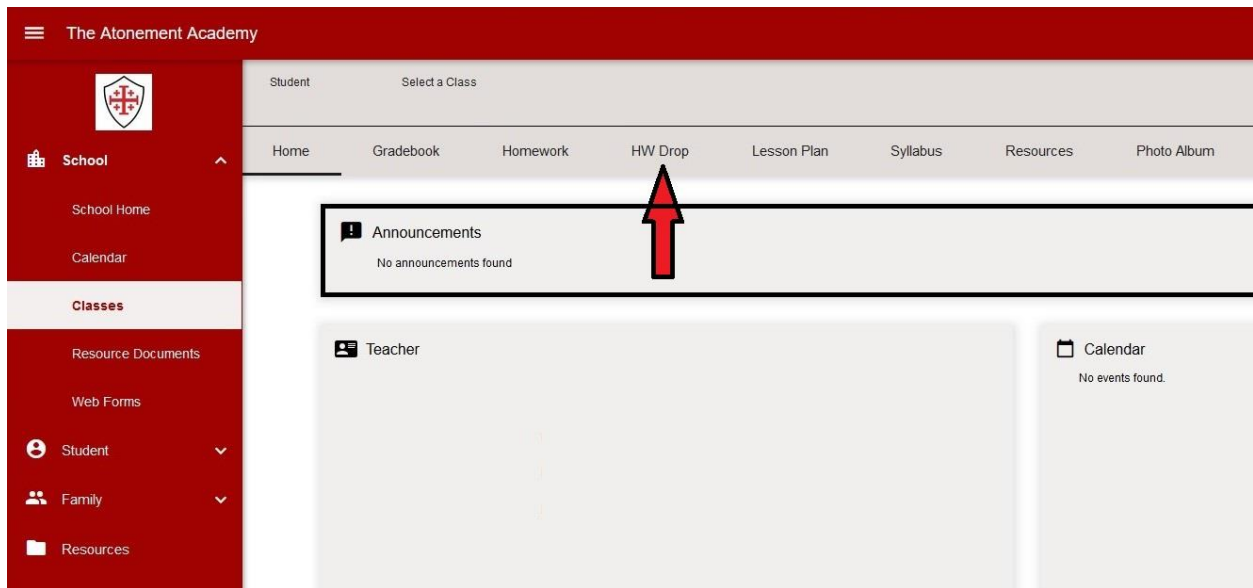 The Atonement Academy
Student Select a Class
School
Home Gradebook Homework HW Drop Lesson Plan Syllabus Resources Photo Album
School Home
Calendar
Classes
Resource Documents
Web Forms
Student
Family
Resources
Announcements
No announcements found
Teacher
Calendar
No events found.